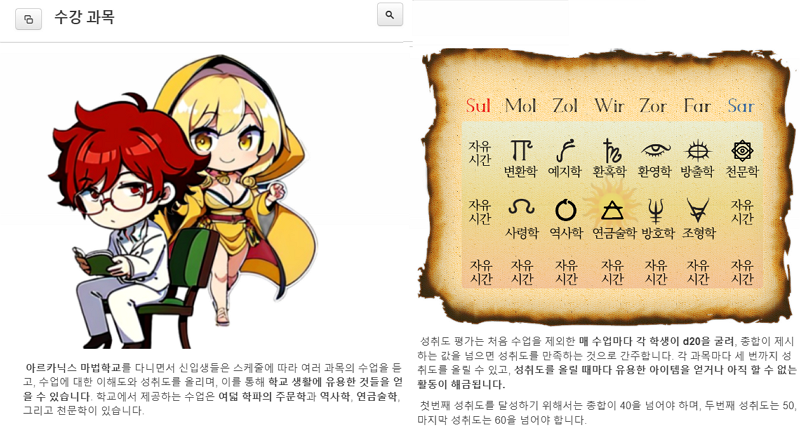 수강 과목
아르카닉스 마법학교를 다니면서 신입생들은 스케줄에 따라 여러 과목의 수업을 듣
고, 수업에 대한 이해도와 성취도를 올리며, 이를 통해 학교 생활에 유용한 것들을 얻
을 수 있습니다. 학교에서 제공하는 수업은 여덟 학파의 주문학과 역사학, 연금술학,
그리고 천문학이 있습니다.
Sul Mol Zol Wir Zor Far Sar
자유
시간
변환학 예지학 환혹학 환영학 방출학 천문학
자유
시간
사령학 역사학 연금술학 방호학 조형학
자유
시간
자유 자유 자유 자유 자유 자유 자유
시간 시간 시간 시간 시간 시간 시간
성취도 평가는 처음 수업을 제외한 매 수업마다 각 학생이 d20을 굴려, 종합이 제시
하는 값을 넘으면 성취도를 만족하는 것으로 간주합니다. 각 과목마다 세 번까지 성
취도를 올릴 수 있고, 성취도를 올릴 때마다 유용한 아이템을 얻거나 아직 할 수 없는
활동이 해금됩니다.
첫번째 성취도를 달성하기 위해서는 종합이 40을 넘어야 하며, 두번째 성취도는 50,
마지막 성취도는 60을 넘어야 합니다.